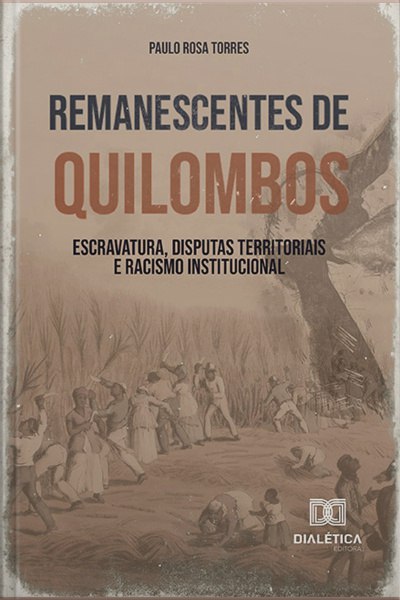 PAULO ROSA TORRES
REMANESCENTES DE
QUILOMBOS
ESCRAVATURA, DISPUTAS TERRITORIAIS
E RACISMO INSTITUCIONAL
DIALÉTICA
EDITORA